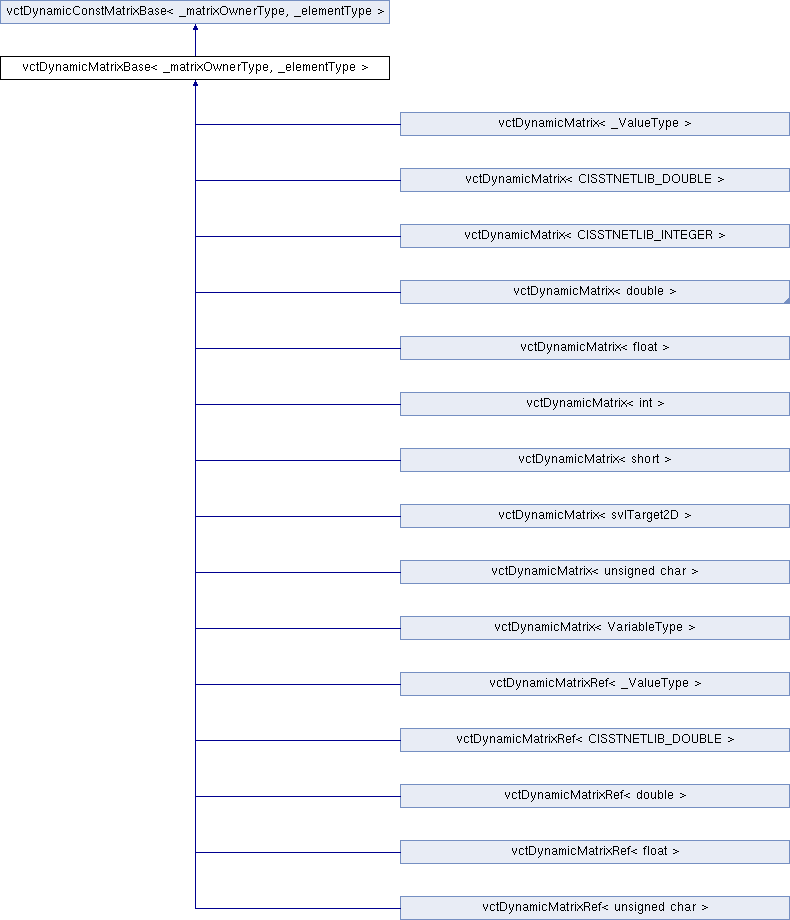 vctDynamicConstMatrixBase< _matrixOwnerType, _elementType >
vctDynamicMatrixBase< _matrixOwnerType, _elementType >
vctDynamicMatrix< _ValueType >
vctDynamicMatrix< CISSTNETLIB_DOUBLE >
vctDynamicMatrix< CISSTNETLIB_INTEGER >
vctDynamicMatrix< double >
vctDynamicMatrix< float >
vctDynamicMatrix< int >
vctDynamicMatrix< short >
vctDynamicMatrix< svlTarget2D >
vctDynamicMatrix< unsigned char >
vctDynamicMatrix< VariableType >
vctDynamicMatrixRef< _ValueType >
vctDynamicMatrixRef< CISSTNETLIB_DOUBLE >
vctDynamicMatrixRef< double >
vctDynamicMatrixRef< float >
vctDynamicMatrixRef< unsigned char >